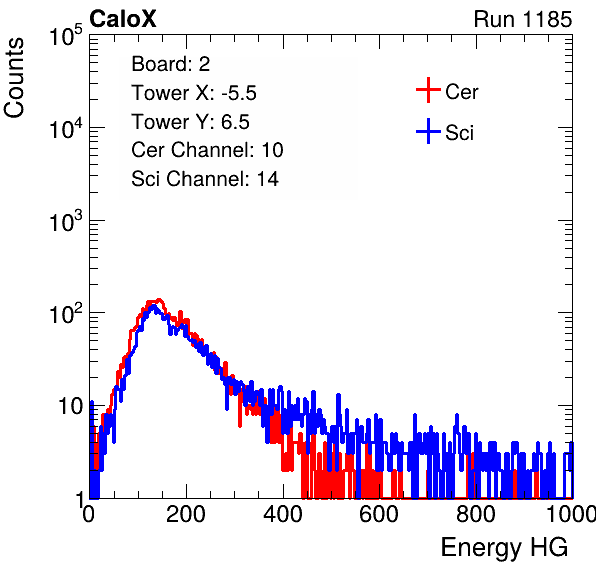 CaloX Run 1185
Counts
Board: 2
Tower X: -5.5
Tower Y: 6.5
Cer Channel: 10
Sci Channel: 14
Cer
Sci
10^5
10^4
10^3
10^2
10
1
0 200 400 600 800 1000
Energy HG